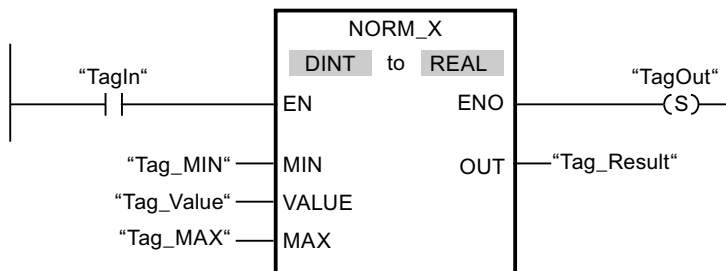 NORM_X
DINT to REAL
“TagIn“ “TagOut“
EN ENO (S)
“Tag_MIN“ MIN OUT “Tag_Result“
“Tag_Value“ VALUE
“Tag_MAX“ MAX